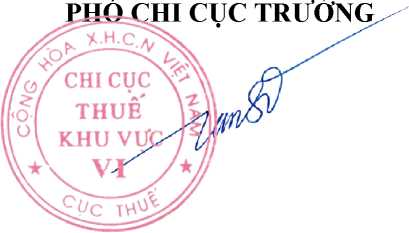 PHÓ CHI CỤC TRƯỞNG
CỘNG HÒA X.H.C.N VIỆT NAM
CHI CỤC
THUẾ
KHU VỰC
VI
★ CỤC THUẾ ★